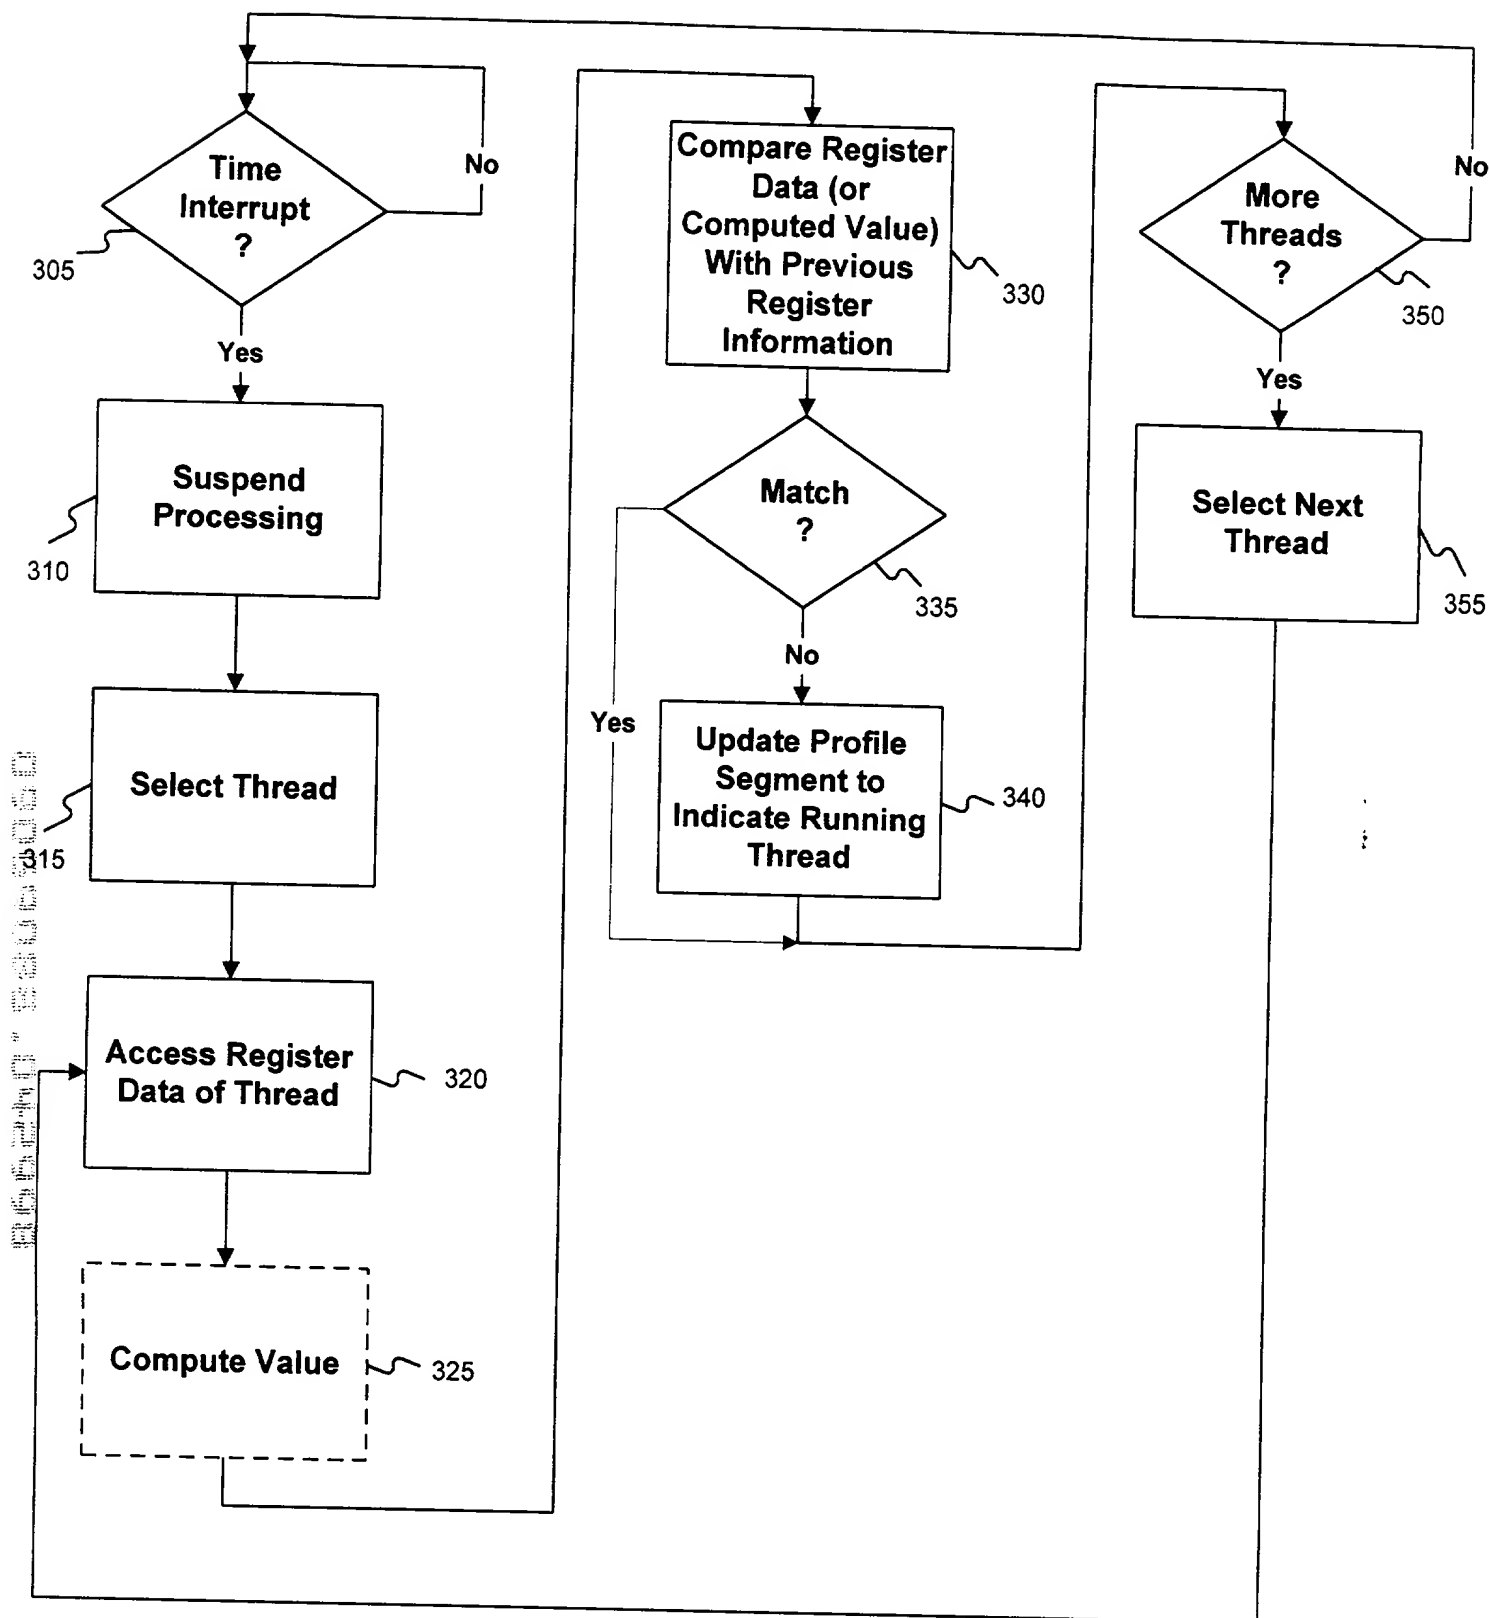 Time
Interrupt
?
No
305
Yes
Suspend
Processing
310
Select Thread
315
Access Register
Data of Thread
320
Compute Value
325
Compare Register
Data (or
Computed Value)
With Previous
Register
Information
330
Match
?
335
Yes
No
Update Profile
Segment to
Indicate Running
Thread
340
More
Threads
?
No
350
Yes
Select Next
Thread
355